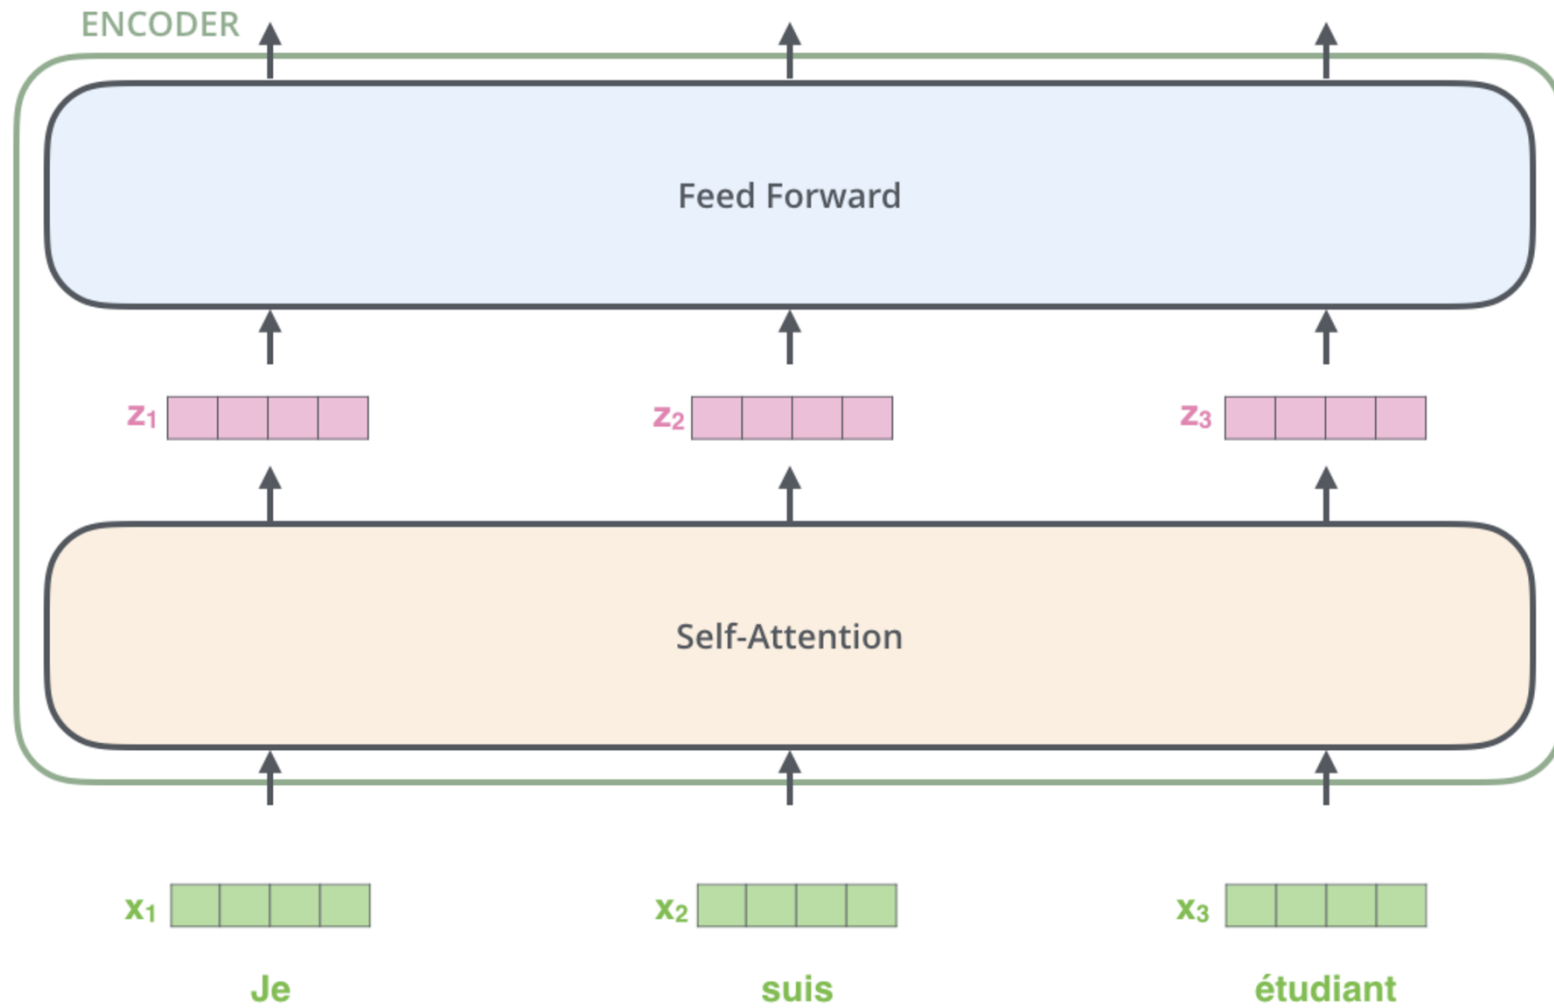 ENCODER
Feed Forward
z₁ z₂ z₃
Self-Attention
x₁ x₂ x₃
Je suis étudiant